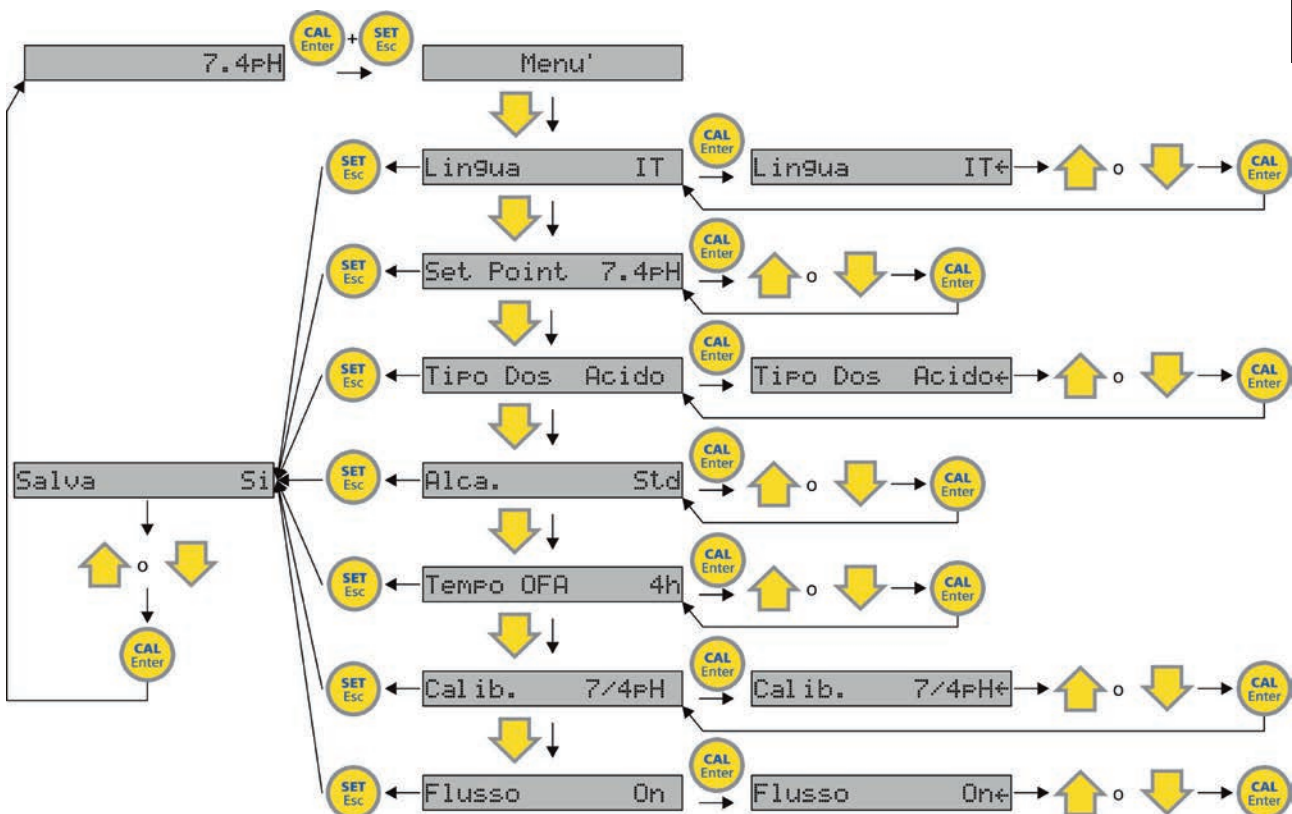 7.4pH
CAL Enter + SET Esc
Menu'
SET Esc
Lingua IT
CAL Enter
Lingua IT←
o
CAL Enter
SET Esc
Set Point 7.4pH
CAL Enter
o
CAL Enter
SET Esc
Tipo Dos Acido
CAL Enter
Tipo Dos Acido←
o
CAL Enter
Salva Si
o
CAL Enter
SET Esc
Alca. Std
CAL Enter
o
CAL Enter
SET Esc
Tempo OFA 4h
CAL Enter
o
CAL Enter
SET Esc
Calib. 7/4pH
CAL Enter
Calib. 7/4pH←
o
CAL Enter
SET Esc
Flusso On
CAL Enter
Flusso On←
o
CAL Enter